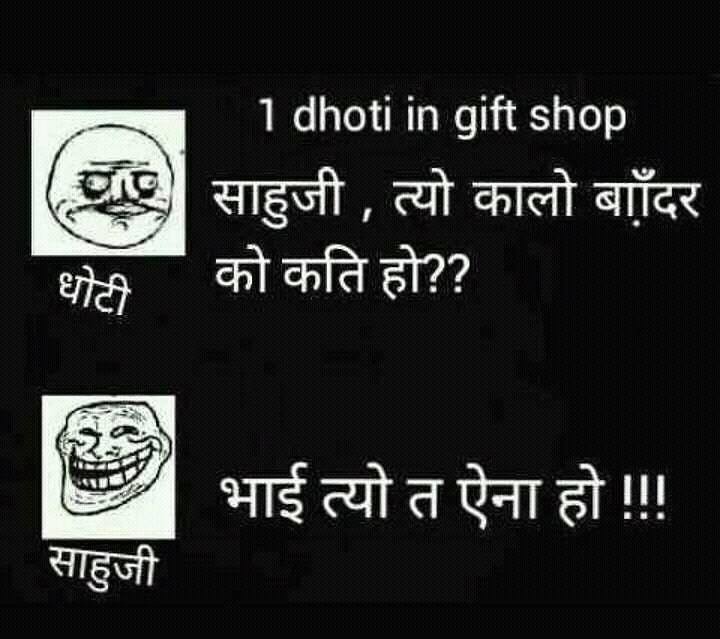 1 dhoti in gift shop
साहुजी , त्यो कालो बाँदर
को कति हो??
धोटी
भाई त्यो त ऐना हो !!!
साहुजी